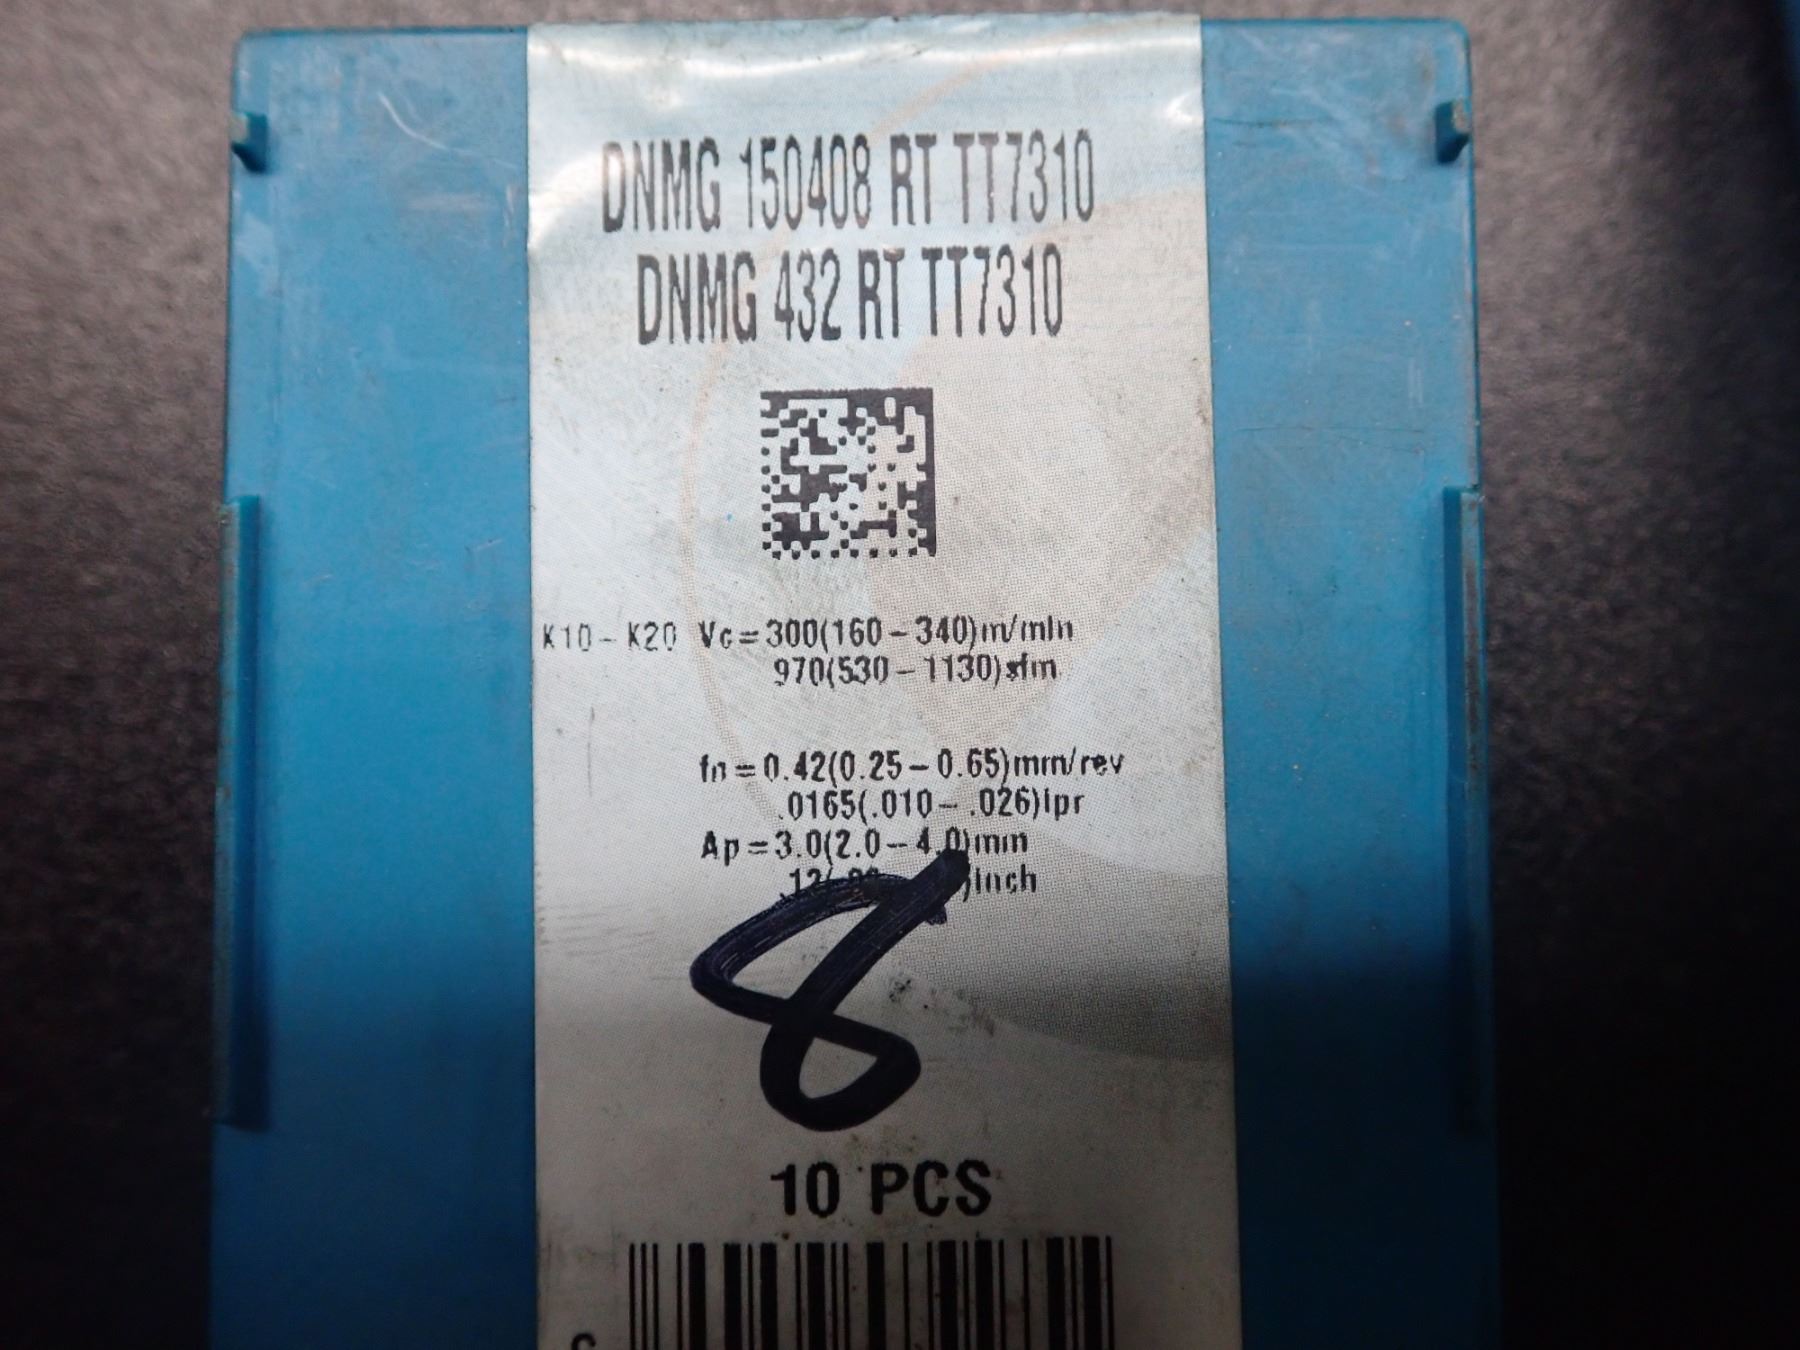 DNMG 150408 RT TT7310
DNMG 432 RT TT7310
K10 - K20 Vc = 300(160 - 340)m/min
970(530 - 1130)sfm
fn = 0.42(0.25 - 0.65)mm/rev
.0165(.010 - .026)ipr
Ap = 3.0(2.0 - 4.0)mm
.12( inch
8
10 PCS